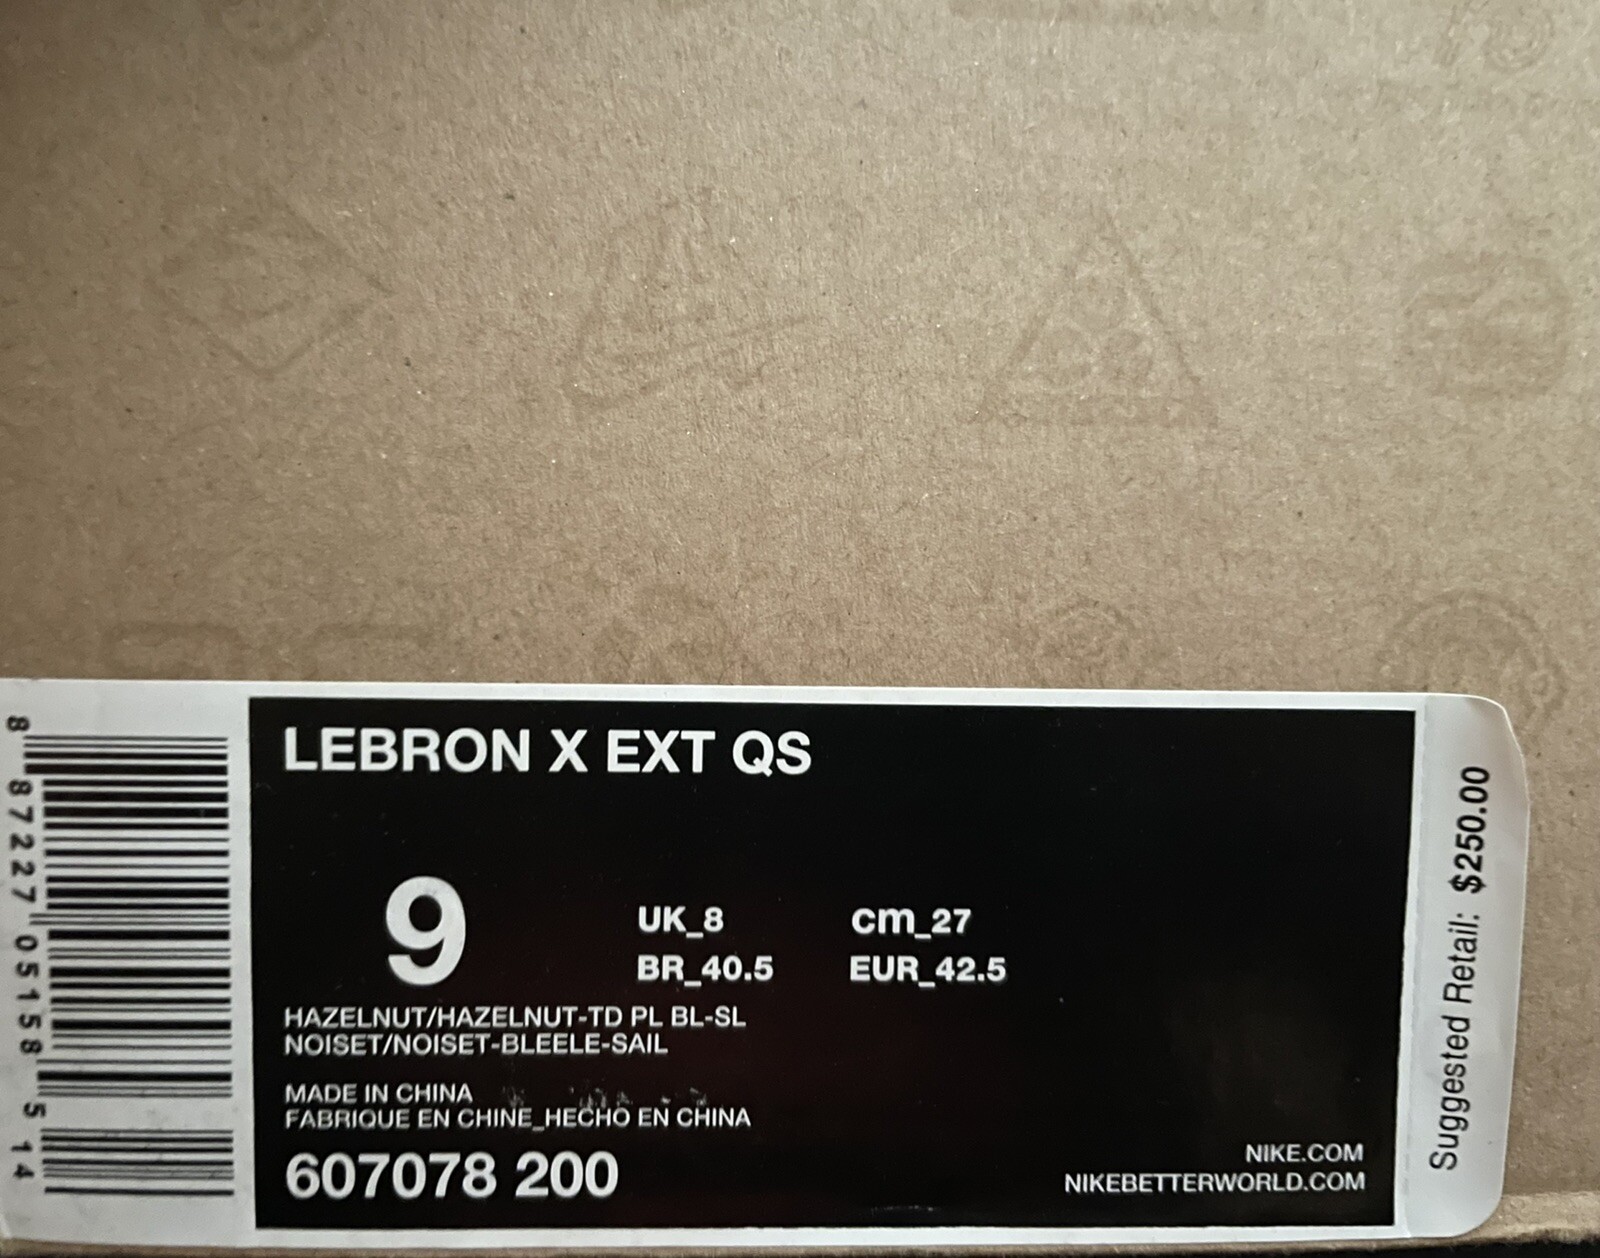 LEBRON X EXT QS
9
UK_8 cm_27
BR_40.5 EUR_42.5
HAZELNUT/HAZELNUT-TD PL BL-SL
NOISET/NOISET-BLEELE-SAIL
MADE IN CHINA
FABRIQUE EN CHINE_HECHO EN CHINA
607078 200
NIKE.COM
NIKEBETTERWORLD.COM
8 87227 05158 5 14
Suggested Retail: $250.00